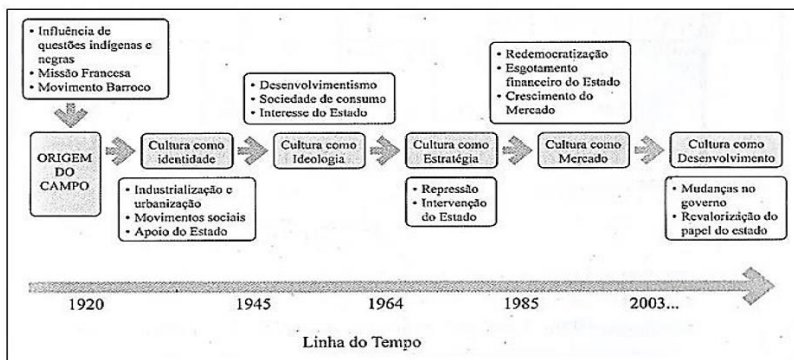 • Influência de
questões indígenas e
negras
• Missão Francesa
• Movimento Barroco
• Desenvolvimentismo
• Sociedade de consumo
• Interesse do Estado
• Redemocratização
• Esgotamento
financeiro do Estado
• Crescimento do
Mercado
ORIGEM
DO
CAMPO
Cultura como
identidade
Cultura como
Ideologia
Cultura como
Estratégia
Cultura como
Mercado
Cultura como
Desenvolvimento
• Industrialização e
urbanização
• Movimentos sociais
• Apoio do Estado
• Repressão
• Intervenção
do Estado
• Mudanças no
governo
• Revalorização do
papel do estado
1920 1945 1964 1985 2003...
Linha do Tempo